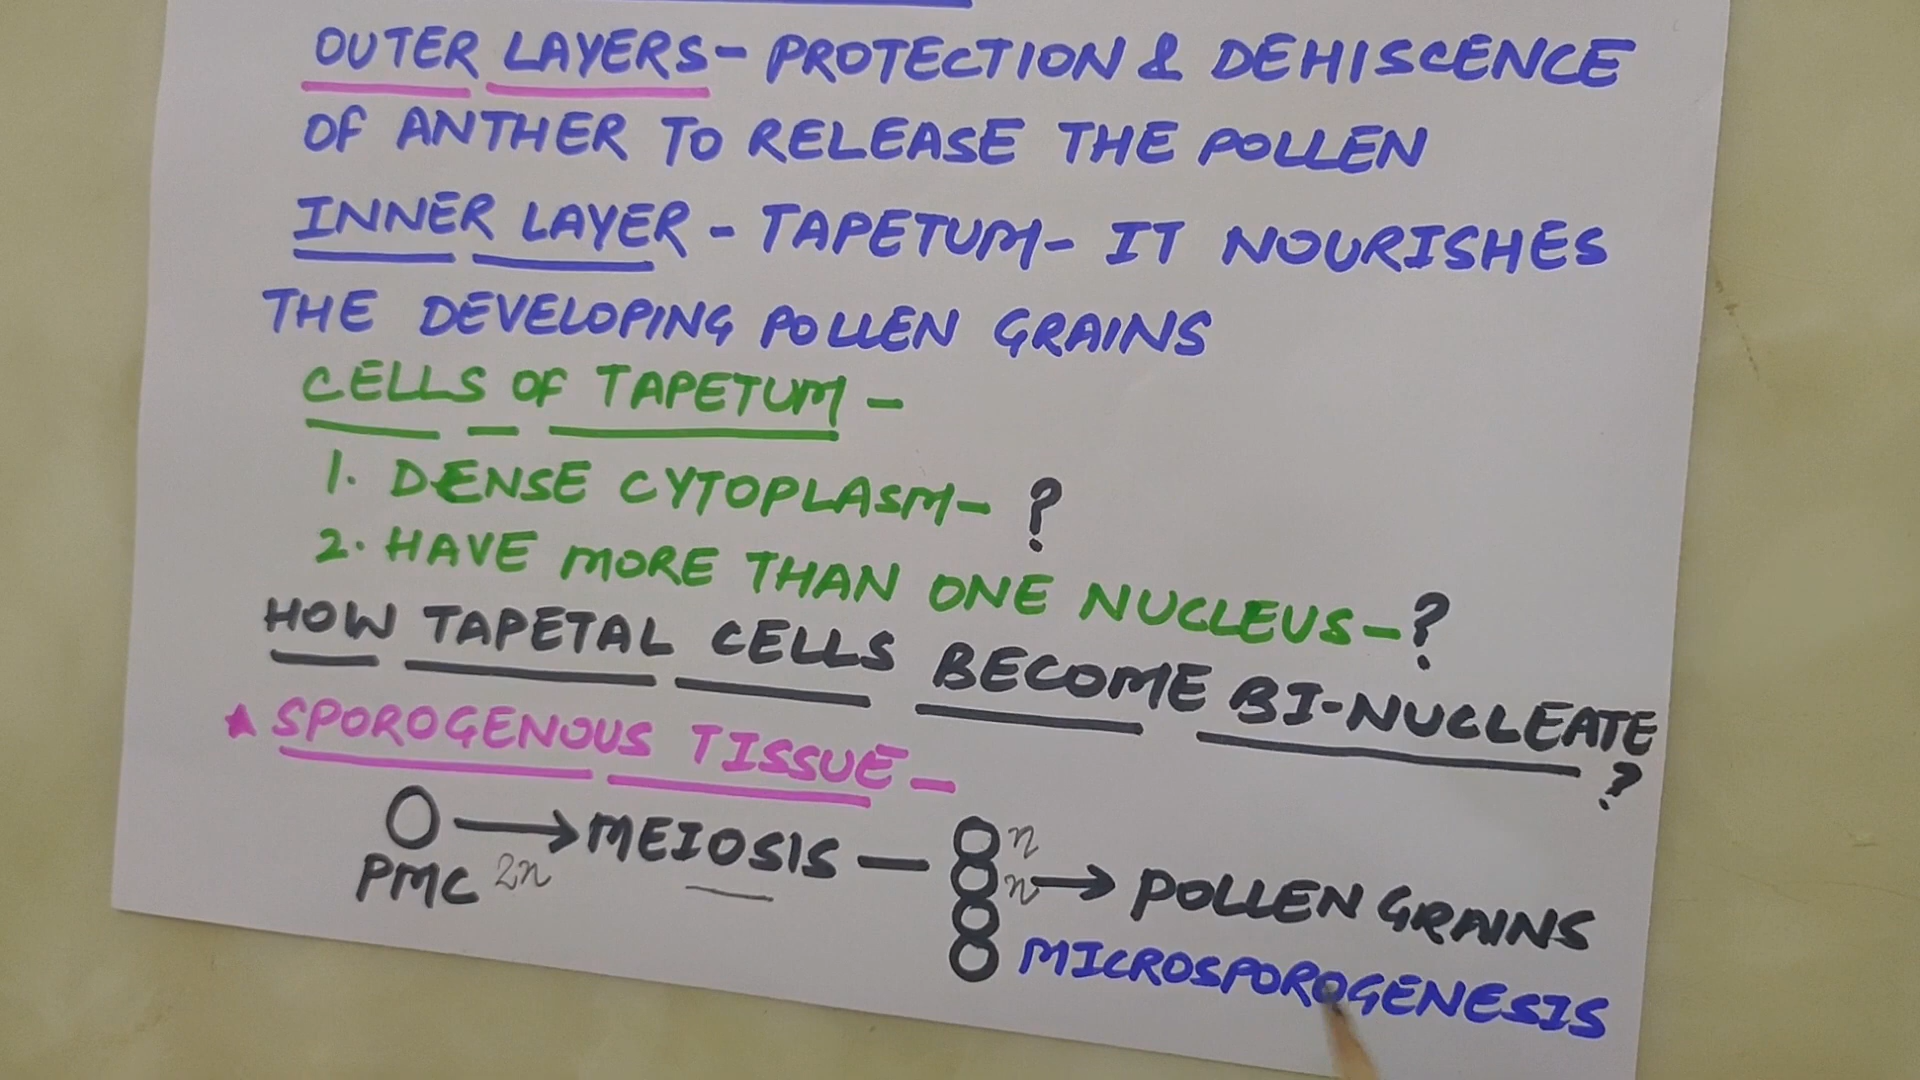 OUTER LAYERS- PROTECTION & DEHISCENCE
OF ANTHER TO RELEASE THE POLLEN
INNER LAYER - TAPETUM- IT NOURISHES
THE DEVELOPING POLLEN GRAINS
CELLS OF TAPETUM -
1. DENSE CYTOPLASM- ?
2. HAVE MORE THAN ONE NUCLEUS-?
HOW TAPETAL CELLS BECOME BI-NUCLEATE ?
SPOROGENOUS TISSUE -
PMC 2n → MEIOSIS — n n → POLLEN GRAINS
MICROSPOROGENESIS